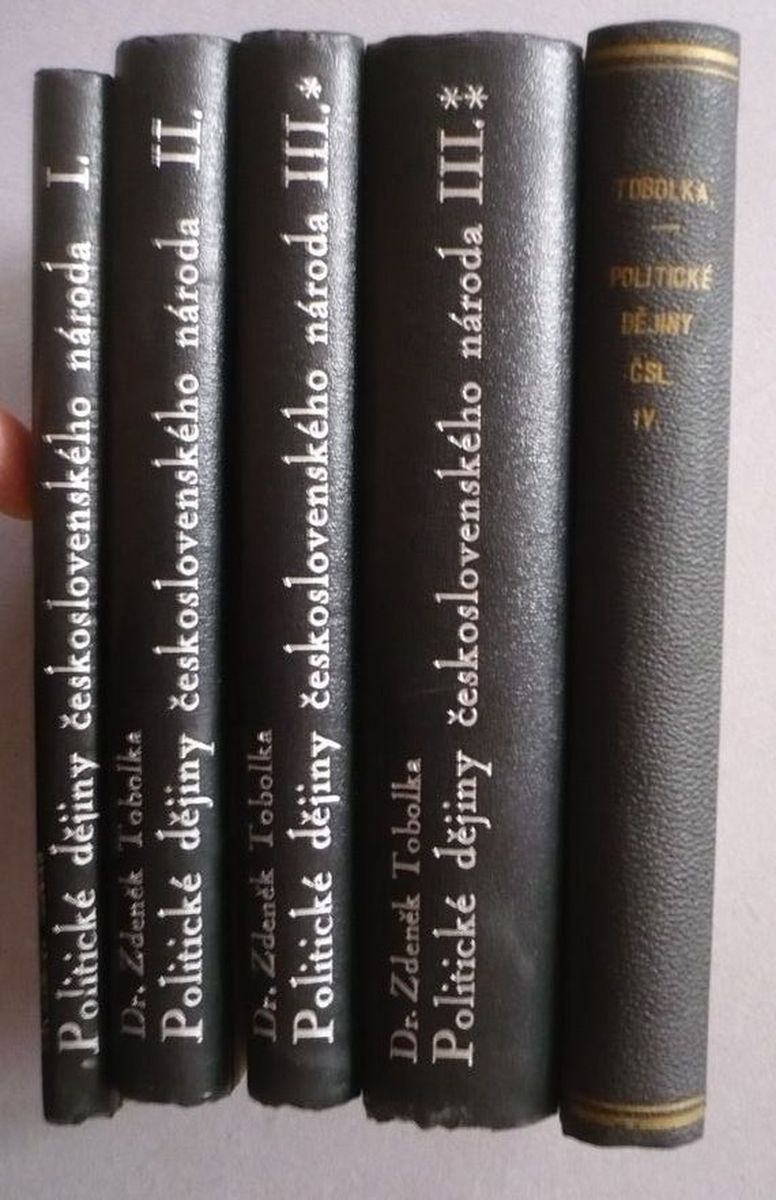 Politické dějiny československého národa I.
Dr. Zdeněk Tobolka
Politické dějiny československého národa II.
Dr. Zdeněk Tobolka
Politické dějiny československého národa III.*
Dr. Zdeněk Tobolka
Politické dějiny československého národa III.**
TOBOLKA
POLITICKÉ
DĚJINY
ČSL.
IV.